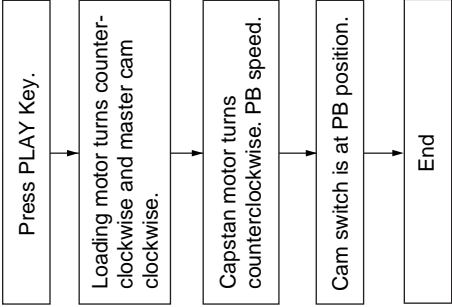 Press PLAY Key.
Loading motor turns counter-
clockwise and master cam
clockwise.
Capstan motor turns
counterclockwise. PB speed.
Cam switch is at PB position.
End